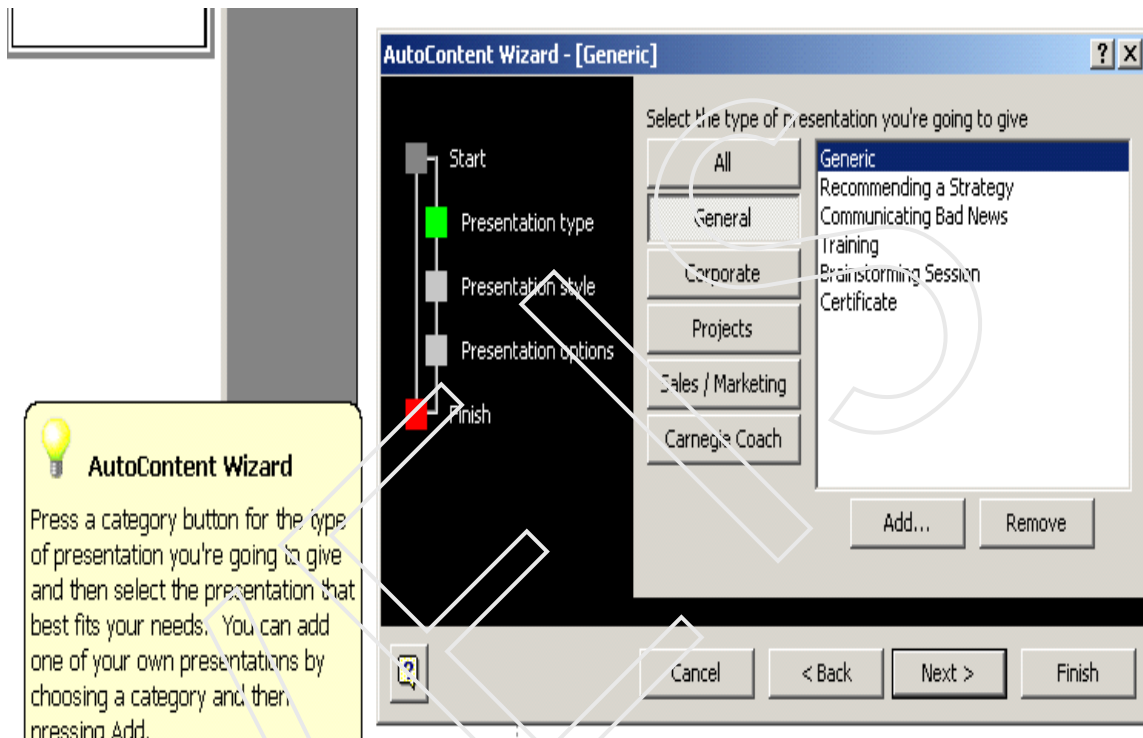 AutoContent Wizard - [Generic]
Select the type of presentation you're going to give
Start
Presentation type
Presentation style
Presentation options
Finish
All
General
Corporate
Projects
Sales / Marketing
Carnegie Coach
Generic
Recommending a Strategy
Communicating Bad News
Training
Brainstorming Session
Certificate
Add...
Remove
Cancel
< Back
Next >
Finish
AutoContent Wizard
Press a category button for the type
of presentation you're going to give
and then select the presentation that
best fits your needs. You can add
one of your own presentations by
choosing a category and then
pressing Add.